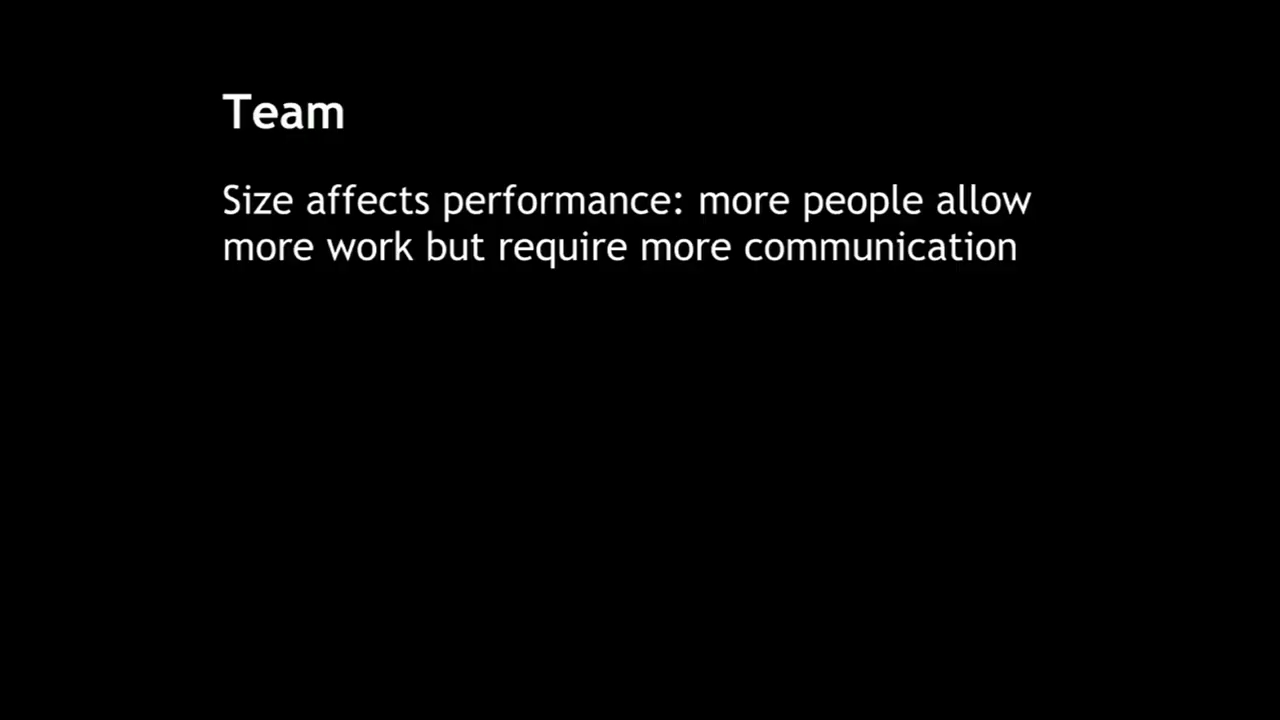 Team
Size affects performance: more people allow
more work but require more communication